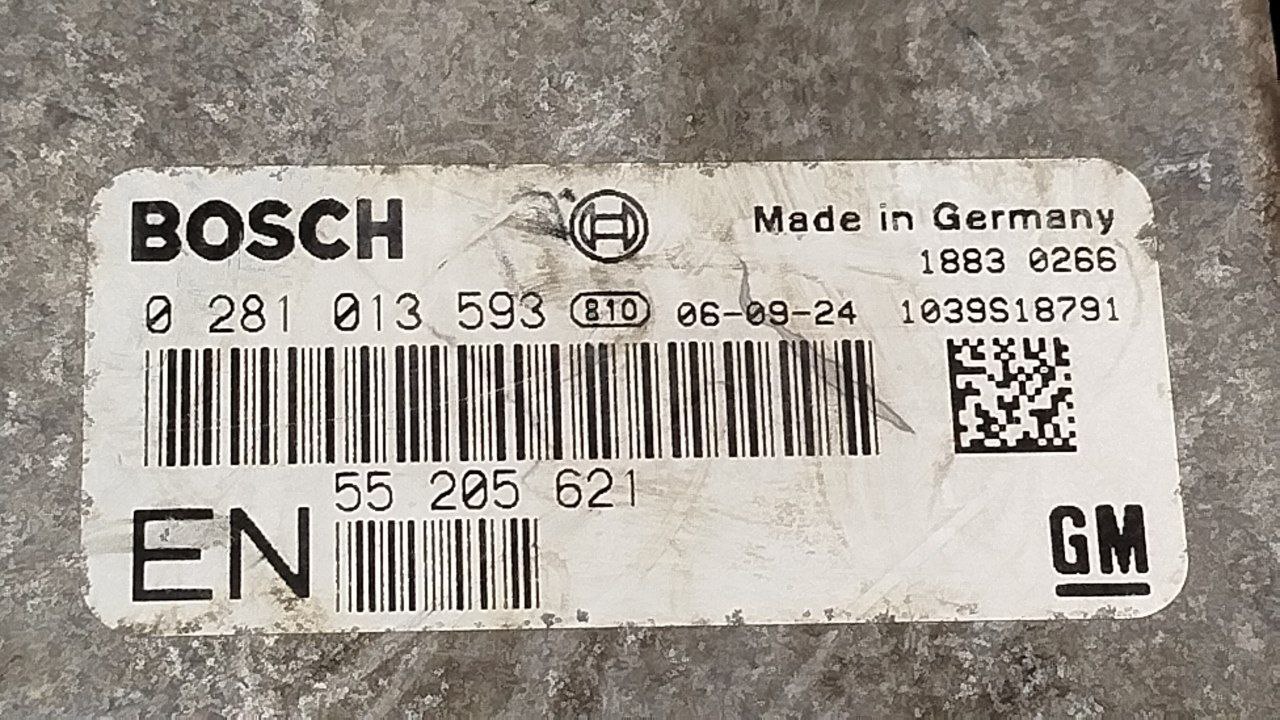 BOSCH
Made in Germany
1883 0266
0 281 013 593 810 06-09-24 1039S18791
55 205 621
EN
GM